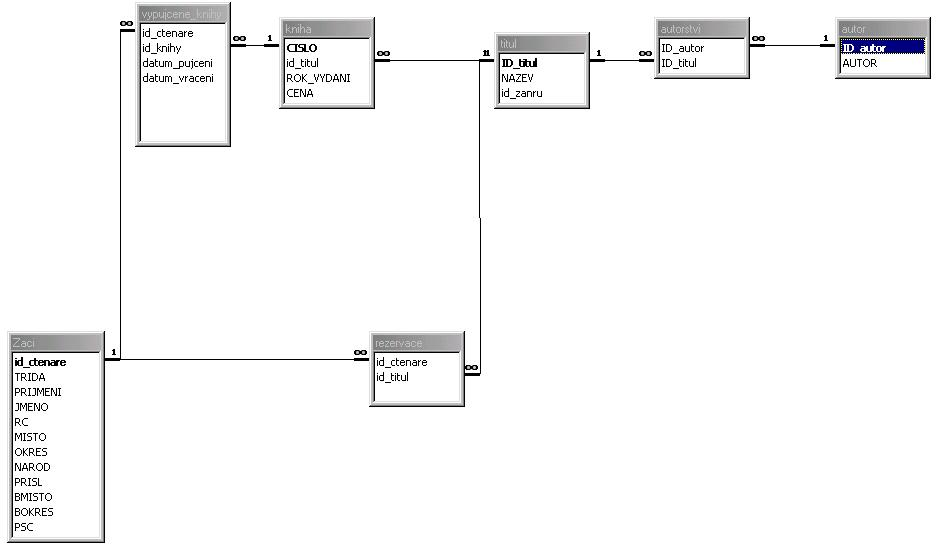 vypujcene_knihy
id_ctenare
id_knihy
datum_pujceni
datum_vraceni
kniha
CISLO
id_titul
ROK_VYDANI
CENA
titul
ID_titul
NAZEV
id_zanru
autorstvi
ID_autor
ID_titul
autor
ID_autor
AUTOR
∞
∞
1
∞
11
1
∞
∞
1
Zaci
id_ctenare
TRIDA
PRIJMENI
JMENO
RC
MISTO
OKRES
NAROD
PRISL
BMISTO
BOKRES
PSC
1
∞
rezervace
id_ctenare
id_titul
∞